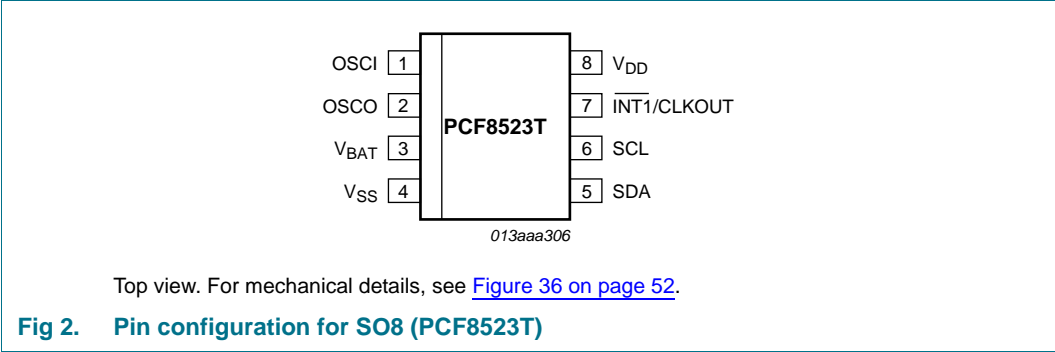 OSCI 1 8 VDD
OSCO 2 7 INT1/CLKOUT
PCF8523T
VBAT 3 6 SCL
VSS 4 5 SDA
013aaa306
Top view. For mechanical details, see Figure 36 on page 52.
Fig 2. Pin configuration for SO8 (PCF8523T)